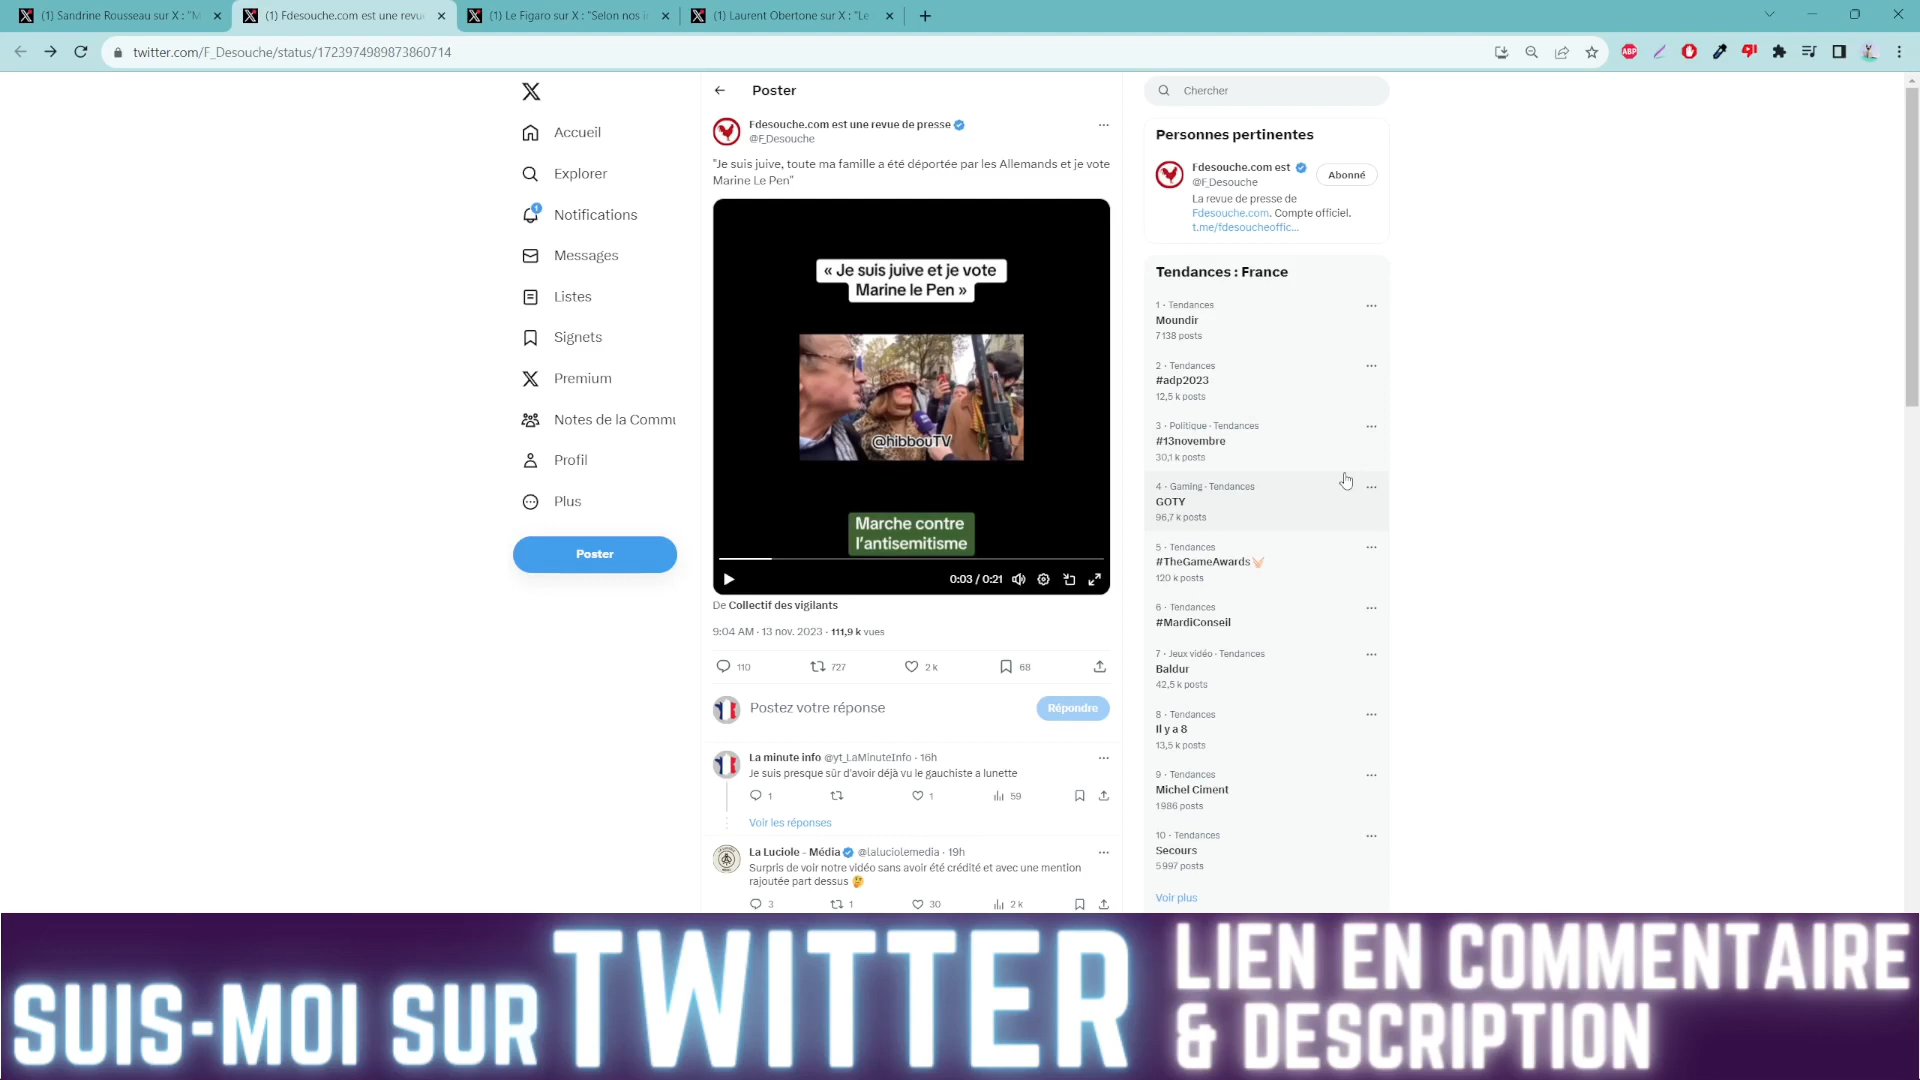 (1) Sandrine Rousseau sur X : "M
(1) Fdesouche.com est une revue
(1) Le Figaro sur X : "Selon nos i
(1) Laurent Obertone sur X : "Le
twitter.com/F_Desouche/status/1723974989873860714
ABP
Accueil
Explorer
1
Notifications
Messages
Listes
Signets
Premium
Notes de la Commu
Profil
Plus
Poster
Poster
Fdesouche.com est une revue de presse
@F_Desouche
"Je suis juive, toute ma famille a été déportée par les Allemands et je vote
Marine Le Pen"
« Je suis juive et je vote
Marine le Pen »
@hibbouTV
Marche contre
l'antisemitisme
0:03 / 0:21
De Collectif des vigilants
9:04 AM · 13 nov. 2023 · 111,9 k vues
110 727 2 k 68
Postez votre réponse
Répondre
La minute info @yt_LaMinuteInfo · 16h
Je suis presque sûr d'avoir déjà vu le gauchiste a lunette
1 1 59
Voir les réponses
La Luciole - Média @laluciolemedia · 19h
Surpris de voir notre vidéo sans avoir été crédité et avec une mention
rajoutée part dessus 🤔
3 1 30 2 k
Chercher
Personnes pertinentes
Fdesouche.com est
@F_Desouche
Abonné
La revue de presse de
Fdesouche.com. Compte officiel.
t.me/fdesoucheoffic...
Tendances : France
1 · Tendances
Moundir
7 138 posts
2 · Tendances
#adp2023
12,5 k posts
3 · Politique · Tendances
#13novembre
30,1 k posts
4 · Gaming · Tendances
GOTY
96,7 k posts
5 · Tendances
#TheGameAwards
120 k posts
6 · Tendances
#MardiConseil
7 · Jeux vidéo · Tendances
Baldur
42,5 k posts
8 · Tendances
Il y a 8
13,5 k posts
9 · Tendances
Michel Ciment
1 986 posts
10 · Tendances
Secours
5 997 posts
Voir plus
SUIS-MOI SUR TWITTER
LIEN EN COMMENTAIRE
& DESCRIPTION